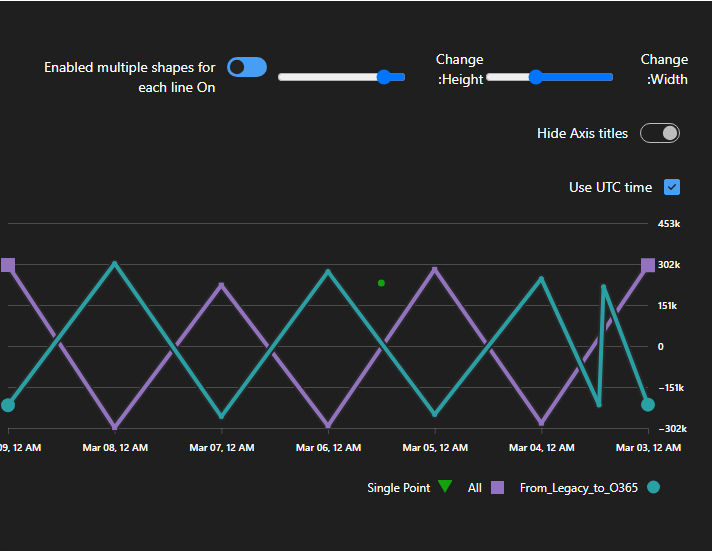 Enabled multiple shapes for
each line On
Change
:Height
Change
:Width
Hide Axis titles
Use UTC time
453k
302k
151k
0
−151k
−302k
09, 12 AM
Mar 08, 12 AM
Mar 07, 12 AM
Mar 06, 12 AM
Mar 05, 12 AM
Mar 04, 12 AM
Mar 03, 12 AM
Single Point
All
From_Legacy_to_O365